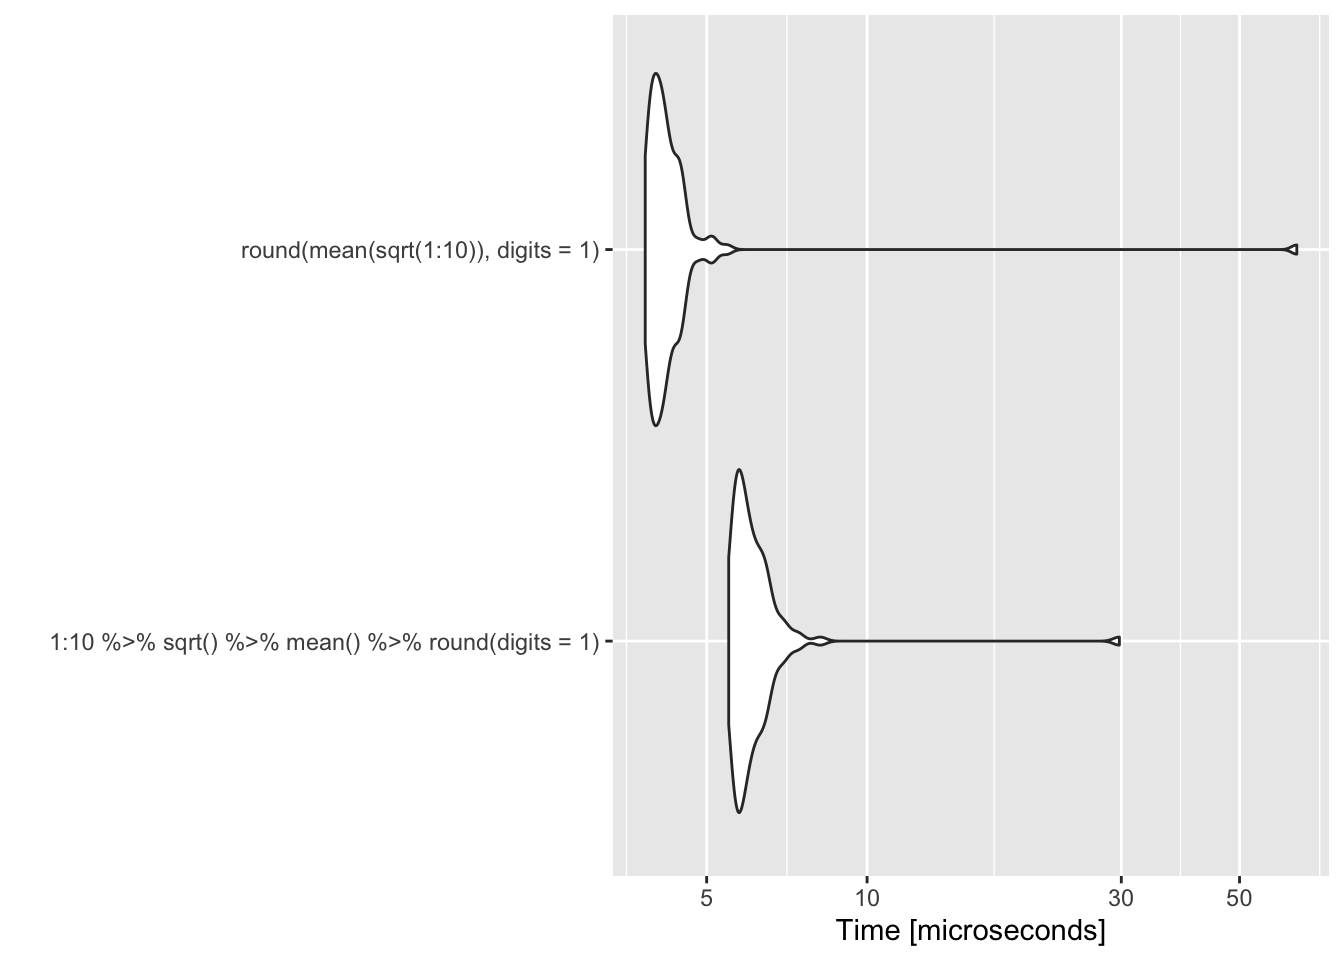 round(mean(sqrt(1:10)), digits = 1)
1:10 %>% sqrt() %>% mean() %>% round(digits = 1)
5 10 30 50
Time [microseconds]